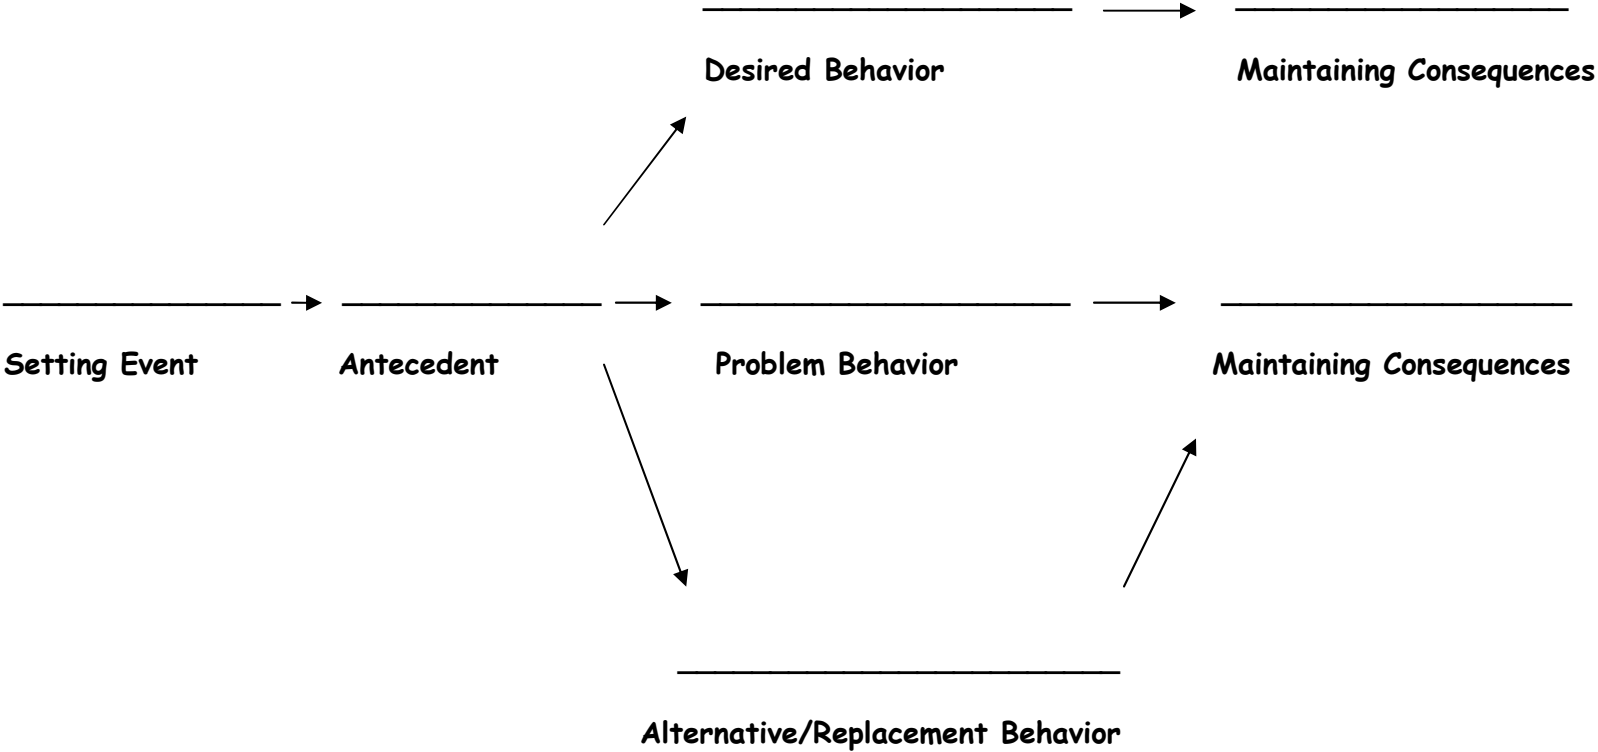 Desired Behavior Maintaining Consequences
Setting Event Antecedent Problem Behavior Maintaining Consequences
Alternative/Replacement Behavior